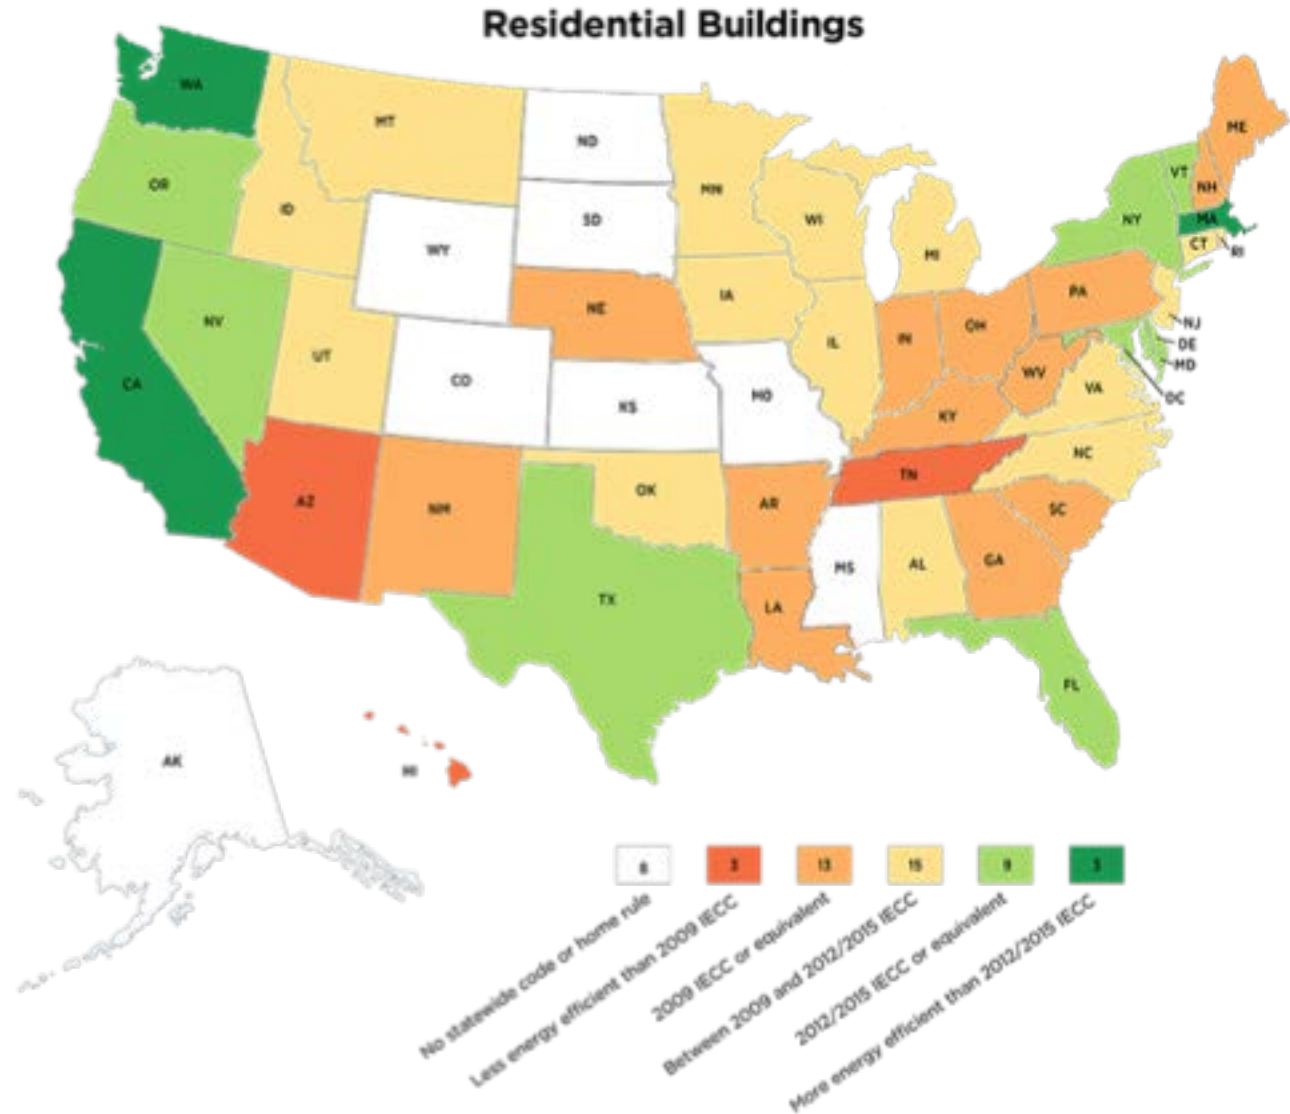 Residential Buildings
WA
MT
ND
ME
OR
ID
MN
VT
NH
SD
WI
NY
MA
WY
MI
CT
RI
NE
IA
PA
NV
UT
IL
IN
OH
NJ
DE
MD
CA
CO
KS
MO
WV
VA
DC
KY
NC
AZ
NM
OK
AR
TN
SC
MS
AL
GA
TX
LA
FL
AK
HI
8
3
13
15
9
3
No statewide code or home rule
Less energy efficient than 2009 IECC
2009 IECC or equivalent
Between 2009 and 2012/2015 IECC
2012/2015 IECC or equivalent
More energy efficient than 2012/2015 IECC